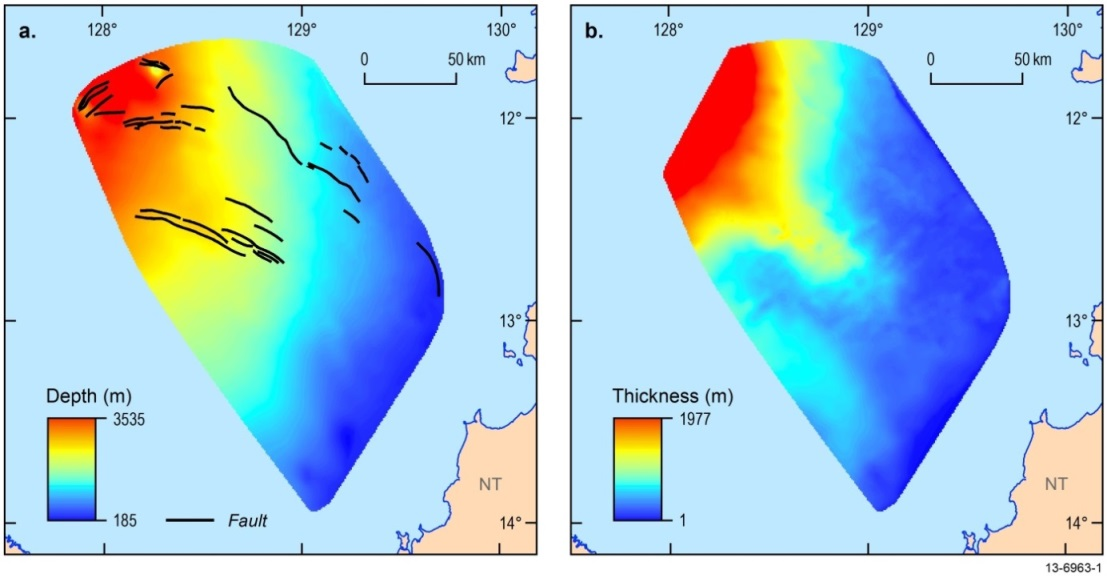 a.
128°
129°
130°
0
50 km
12°
13°
14°
Depth (m)
3535
185
Fault
NT
b.
128°
129°
130°
0
50 km
12°
13°
14°
Thickness (m)
1977
1
NT
13-6963-1